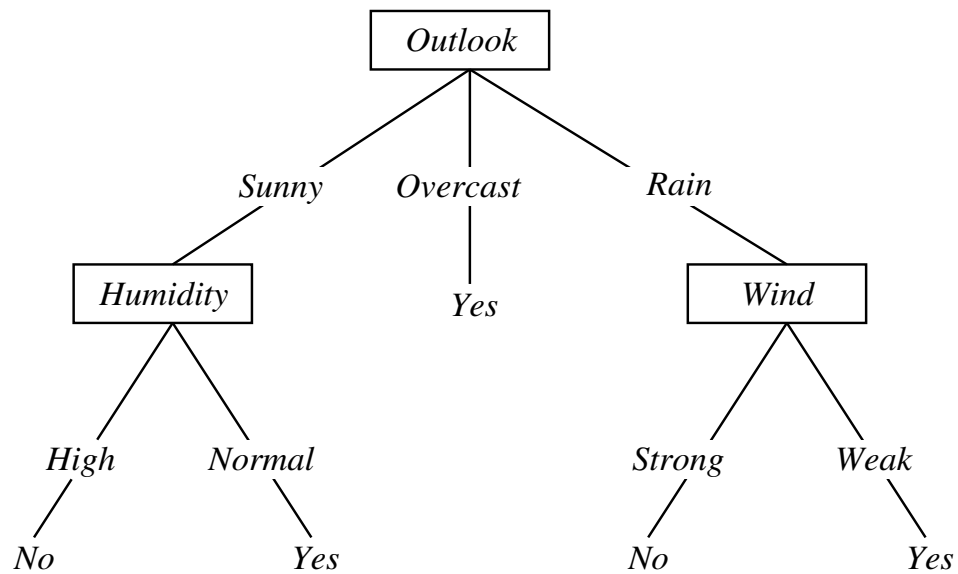 Outlook
Sunny Overcast Rain
Humidity Yes Wind
High Normal Strong Weak
No Yes No Yes